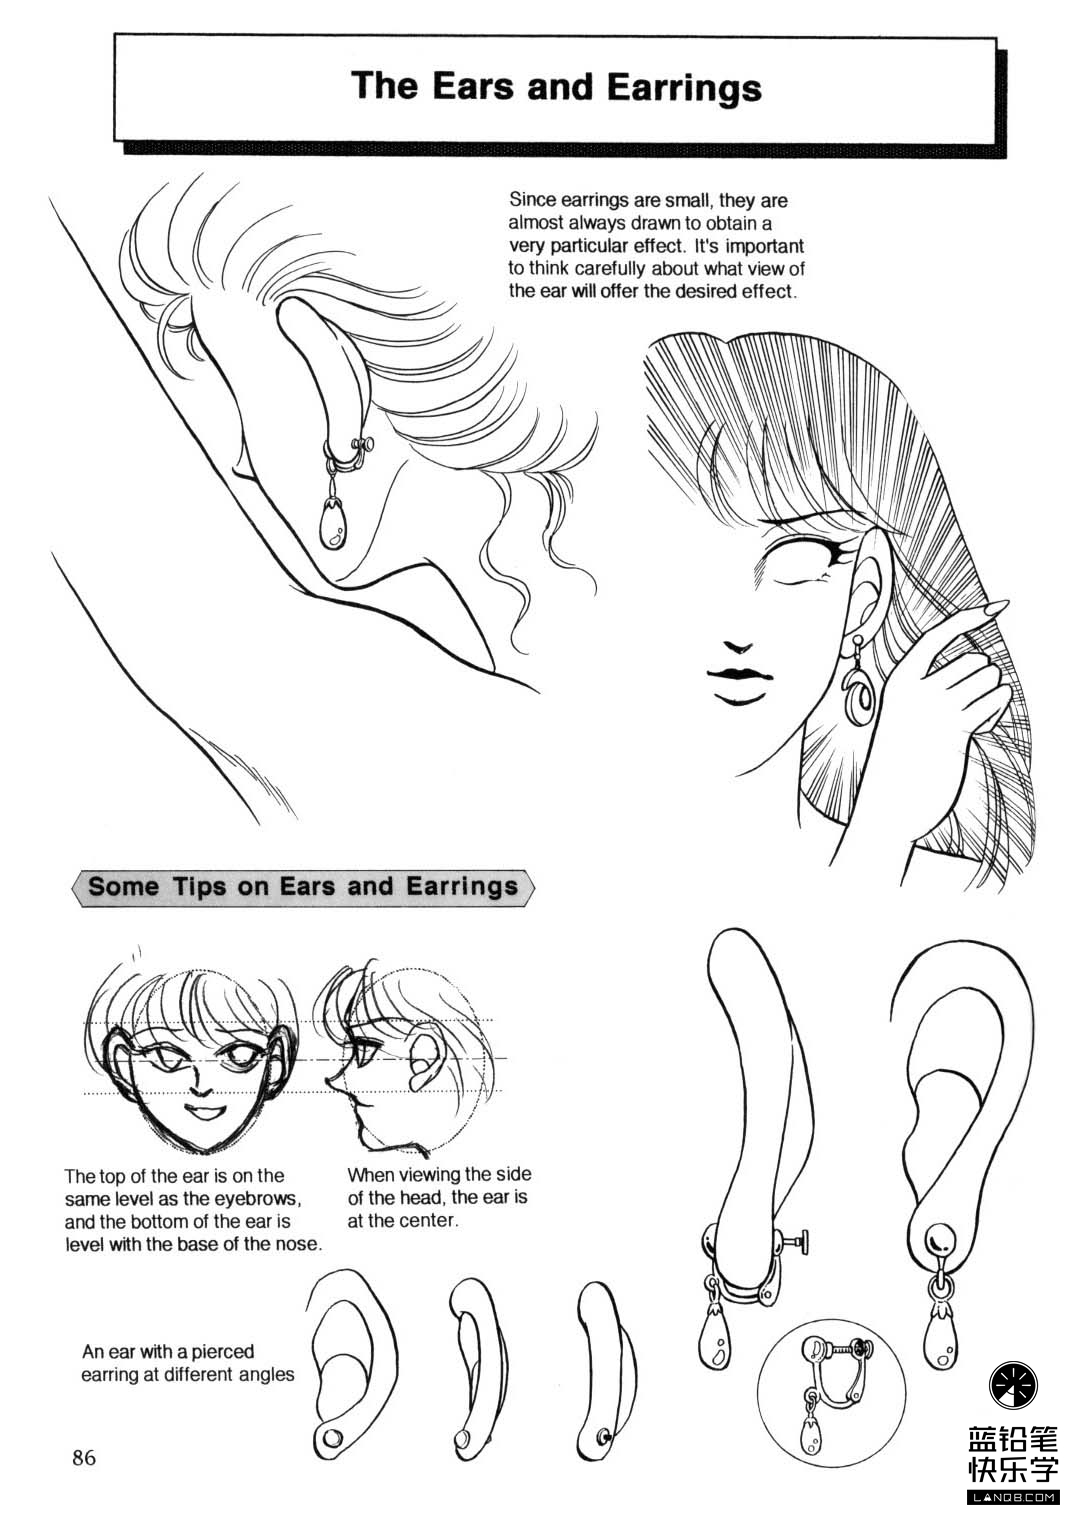 The Ears and Earrings
Since earrings are small, they are
almost always drawn to obtain a
very particular effect. It's important
to think carefully about what view of
the ear will offer the desired effect.
Some Tips on Ears and Earrings
The top of the ear is on the
same level as the eyebrows,
and the bottom of the ear is
level with the base of the nose.
When viewing the side
of the head, the ear is
at the center.
An ear with a pierced
earring at different angles
86
蓝铅笔
快乐学
LANQB.COM